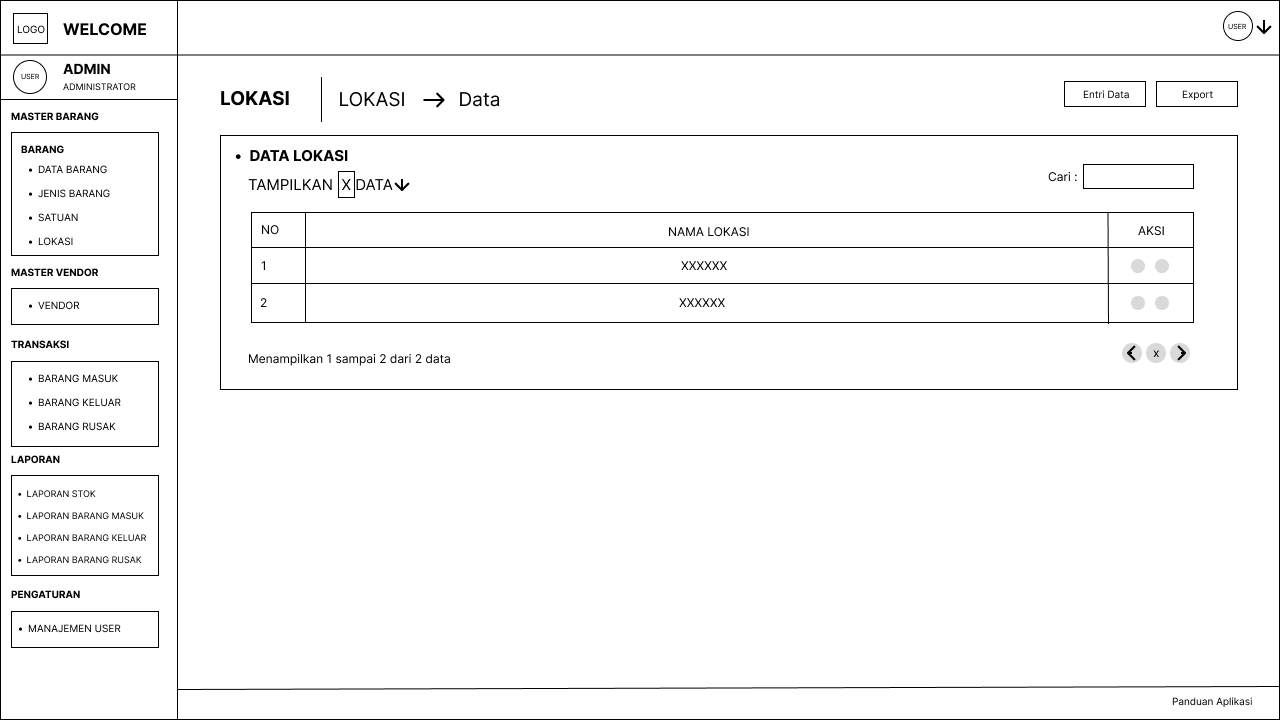 LOGO WELCOME
USER
USER ADMIN
ADMINISTRATOR
MASTER BARANG
BARANG
• DATA BARANG
• JENIS BARANG
• SATUAN
• LOKASI
MASTER VENDOR
• VENDOR
TRANSAKSI
• BARANG MASUK
• BARANG KELUAR
• BARANG RUSAK
LAPORAN
• LAPORAN STOK
• LAPORAN BARANG MASUK
• LAPORAN BARANG KELUAR
• LAPORAN BARANG RUSAK
PENGATURAN
• MANAJEMEN USER
LOKASI LOKASI → Data
Entri Data Export
• DATA LOKASI
TAMPILKAN X DATA
Cari :
NO NAMA LOKASI AKSI
1 XXXXXX
2 XXXXXX
Menampilkan 1 sampai 2 dari 2 data
x
Panduan Aplikasi